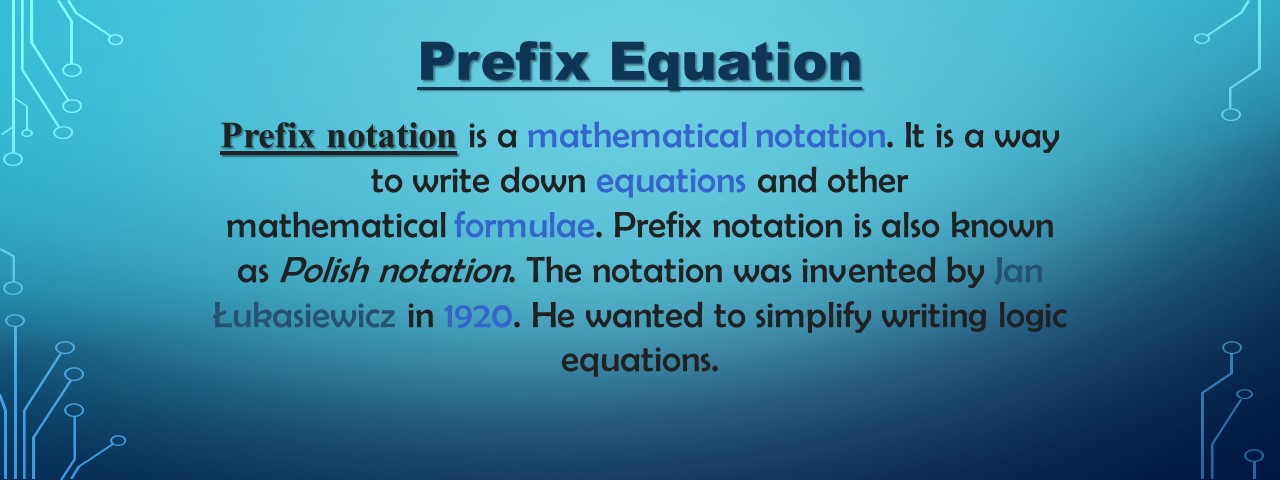 Prefix Equation
Prefix notation is a mathematical notation. It is a way
to write down equations and other
mathematical formulae. Prefix notation is also known
as Polish notation. The notation was invented by Jan
Łukasiewicz in 1920. He wanted to simplify writing logic
equations.